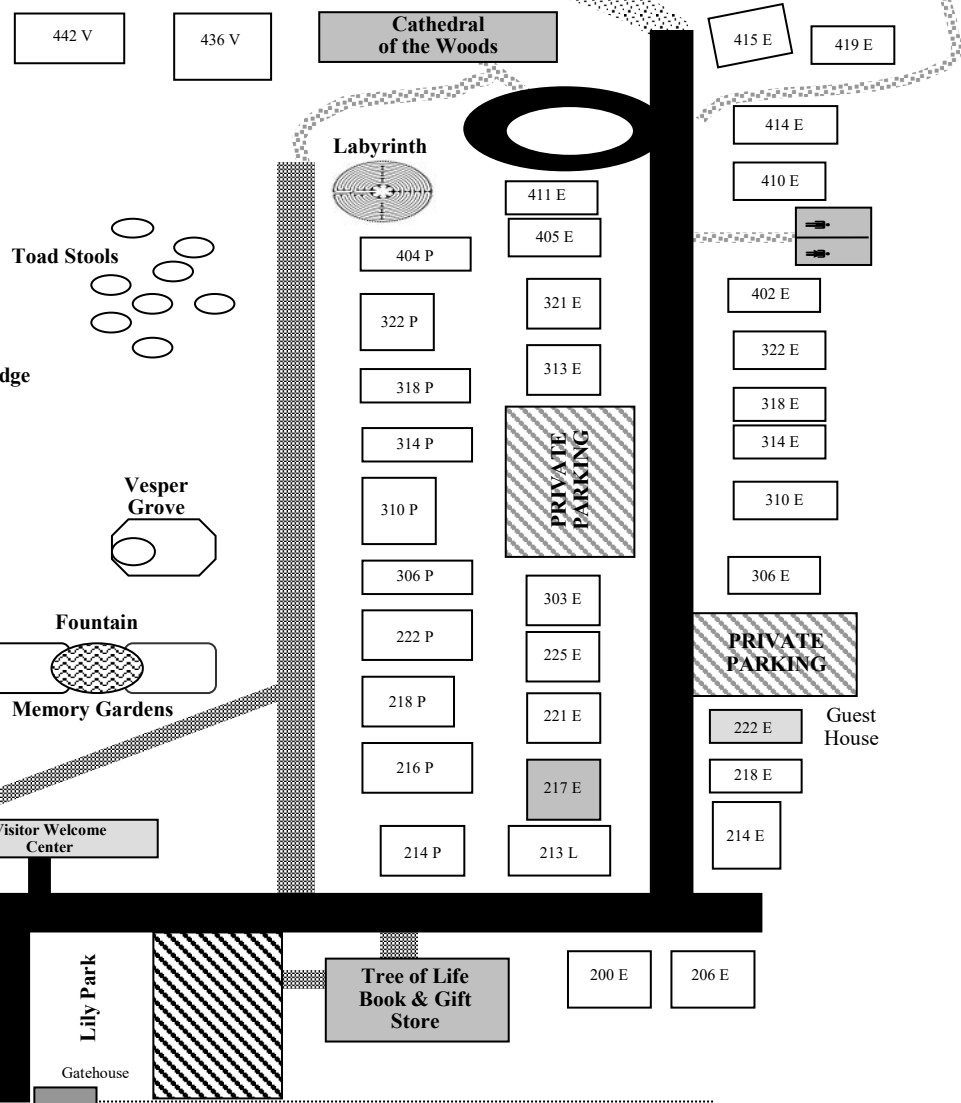 442 V
436 V
Cathedral
of the Woods
415 E
419 E
414 E
Labyrinth
410 E
411 E
405 E
Toad Stools
404 P
402 E
321 E
322 P
322 E
313 E
dge
318 P
318 E
314 P
314 E
PRIVATE
PARKING
Vesper
Grove
310 P
310 E
306 P
306 E
303 E
Fountain
222 P
225 E
PRIVATE
PARKING
Memory Gardens
218 P
221 E
222 E
Guest
House
216 P
217 E
218 E
Visitor Welcome
Center
214 P
213 L
214 E
Lily Park
Tree of Life
Book & Gift
Store
200 E
206 E
Gatehouse